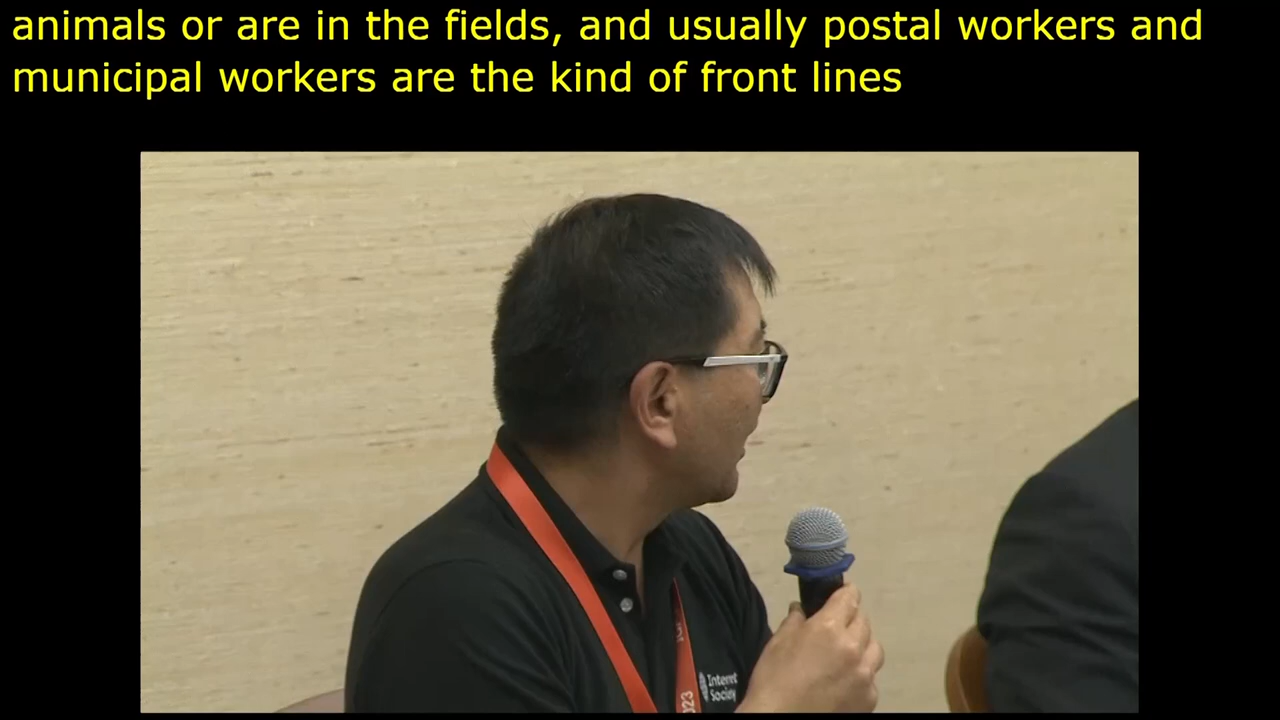 animals or are in the fields, and usually postal workers and
municipal workers are the kind of front lines
Internet
Society
023